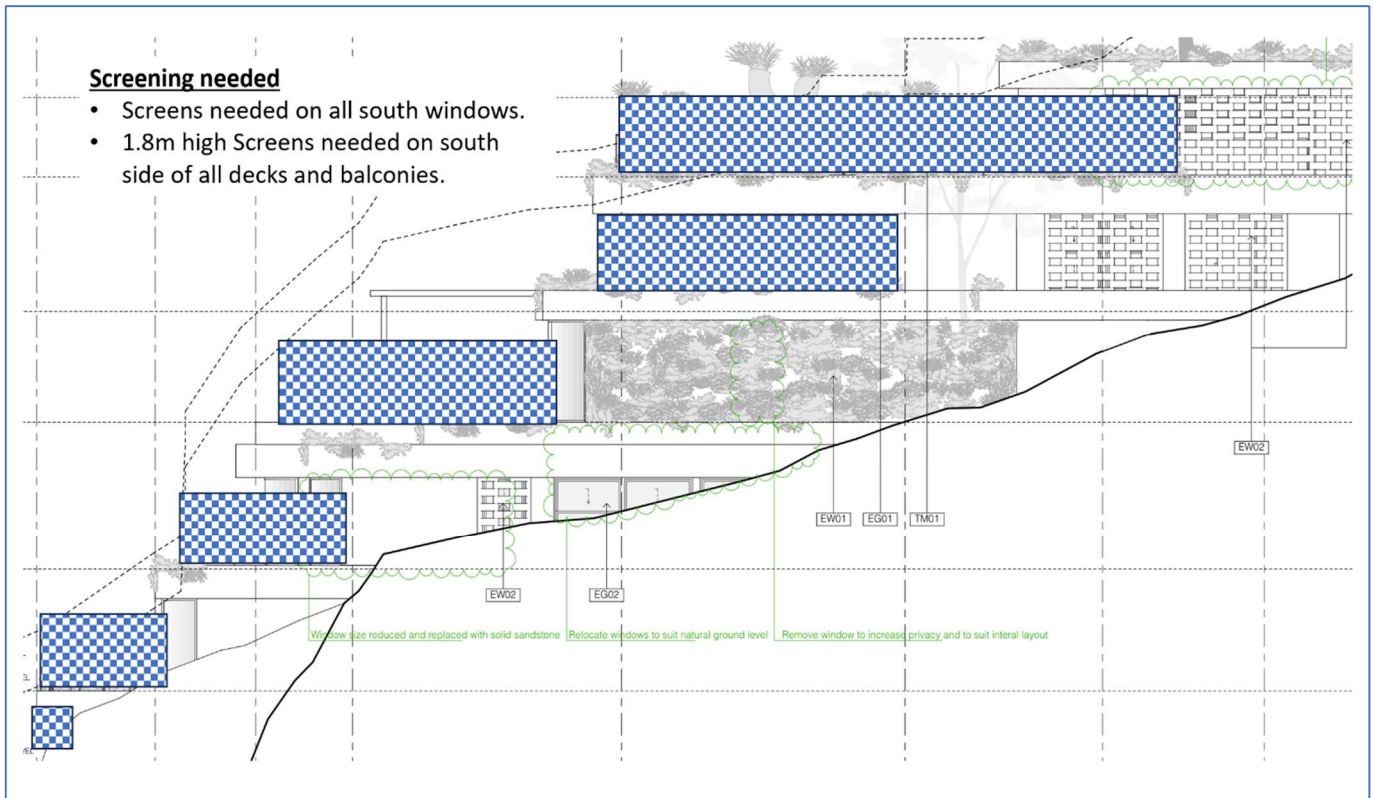 Screening needed
• Screens needed on all south windows.
• 1.8m high Screens needed on south
side of all decks and balconies.
EW02
EW01
EG01
TM01
EW02
EG02
Window size reduced and replaced with solid sandstone
Relocate windows to suit natural ground level
Remove window to increase privacy and to suit interal layout